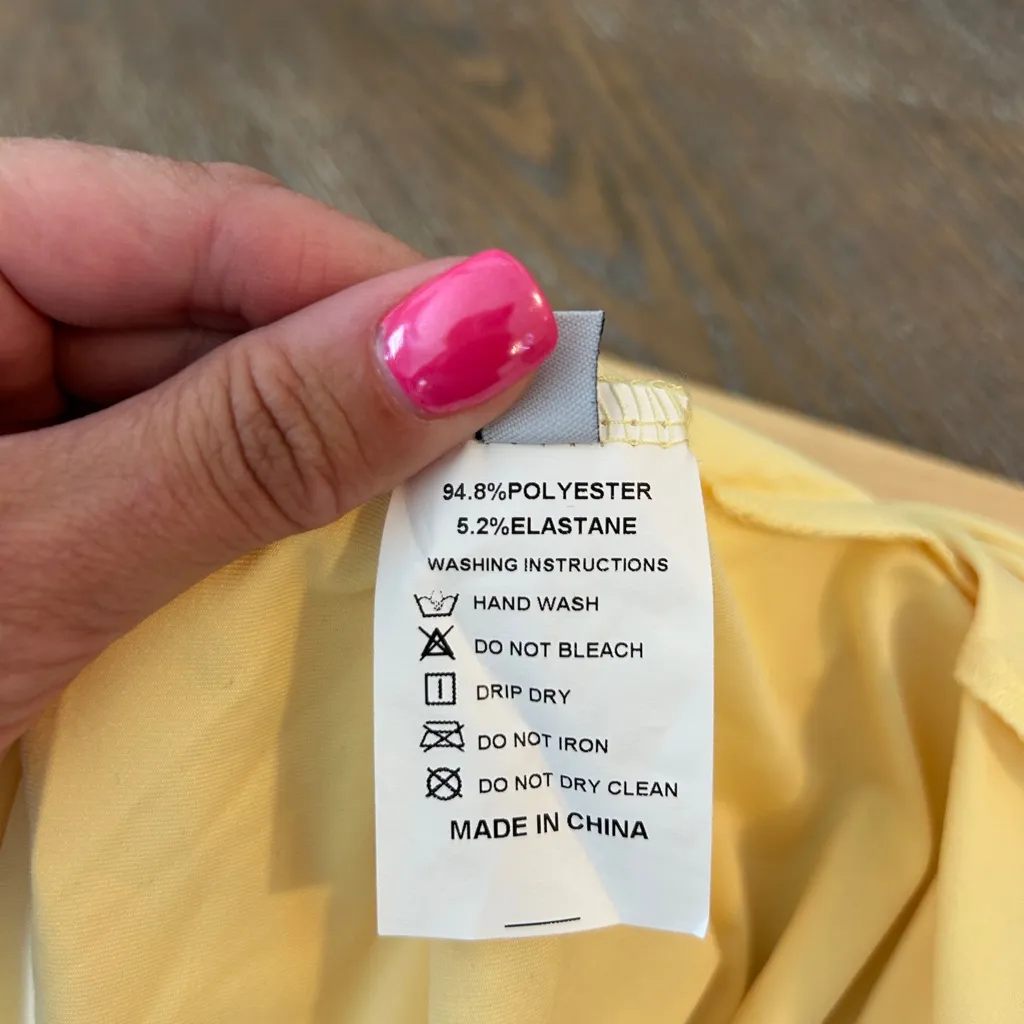 94.8%POLYESTER
5.2%ELASTANE
WASHING INSTRUCTIONS
HAND WASH
DO NOT BLEACH
DRIP DRY
DO NOT IRON
DO NOT DRY CLEAN
MADE IN CHINA